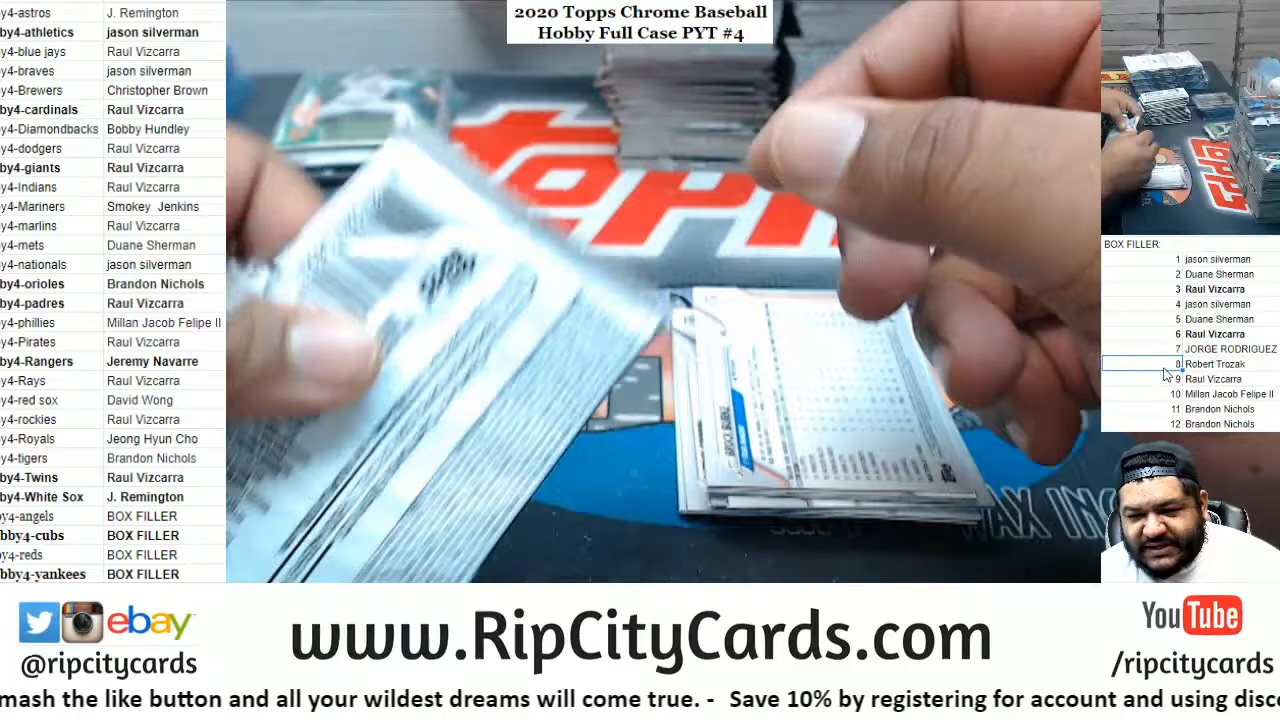 2020 Topps Chrome Baseball
Hobby Full Case PYT #4
y4-astros J. Remington
by4-athletics jason silverman
y4-blue jays Raul Vizcarra
y4-braves jason silverman
y4-Brewers Christopher Brown
by4-cardinals Raul Vizcarra
y4-Diamondbacks Bobby Hundley
y4-dodgers Raul Vizcarra
by4-giants Raul Vizcarra
y4-Indians Raul Vizcarra
y4-Mariners Smokey Jenkins
y4-marlins Raul Vizcarra
y4-mets Duane Sherman
y4-nationals jason silverman
by4-orioles Brandon Nichols
by4-padres Raul Vizcarra
y4-phillies Millan Jacob Felipe II
y4-Pirates Raul Vizcarra
by4-Rangers Jeremy Navarre
y4-Rays Raul Vizcarra
y4-red sox David Wong
y4-rockies Raul Vizcarra
y4-Royals Jeong Hyun Cho
y4-tigers Brandon Nichols
by4-Twins Raul Vizcarra
by4-White Sox J. Remington
y4-angels BOX FILLER
bby4-cubs BOX FILLER
y4-reds BOX FILLER
bby4-yankees BOX FILLER
BOX FILLER:
1 jason silverman
2 Duane Sherman
3 Raul Vizcarra
4 jason silverman
5 Duane Sherman
6 Raul Vizcarra
7 JORGE RODRIGUEZ
8 Robert Trozak
9 Raul Vizcarra
10 Millan Jacob Felipe II
11 Brandon Nichols
12 Brandon Nichols
WAX INC
ebay
@ripcitycards
www.RipCityCards.com
YouTube
/ripcitycards
mash the like button and all your wildest dreams will come true. - Save 10% by registering for account and using disc